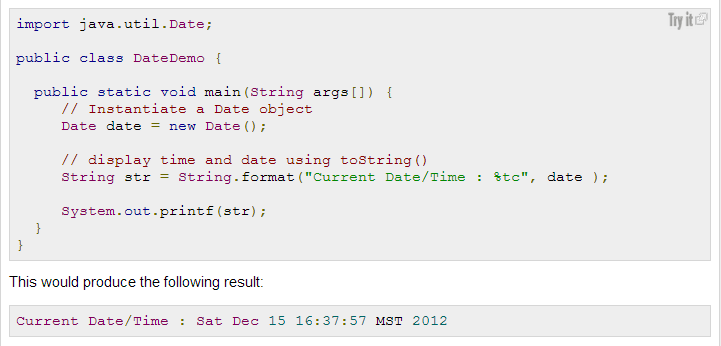 import java.util.Date;
Try it
public class DateDemo {
public static void main(String args[]) {
// Instantiate a Date object
Date date = new Date();
// display time and date using toString()
String str = String.format("Current Date/Time : %tc", date );
System.out.printf(str);
}
}
This would produce the following result:
Current Date/Time : Sat Dec 15 16:37:57 MST 2012